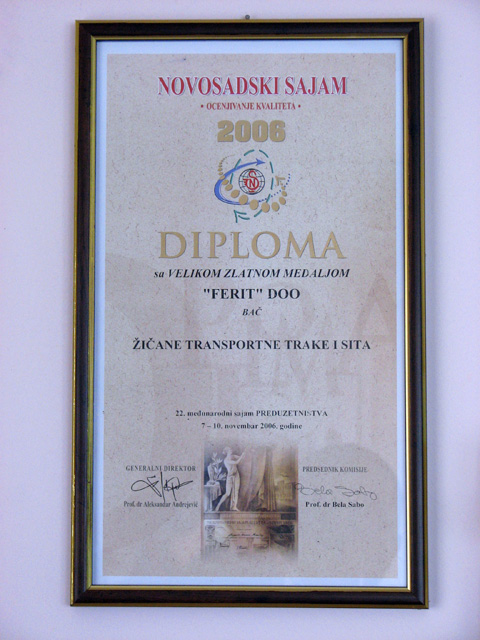 NOVOSADSKI SAJAM
• OCENJIVANJE KVALITETA •
2006
DIPLOMA
sa VELIKOM ZLATNOM MEDALJOM
"FERIT" DOO
BAČ
ŽIČANE TRANSPORTNE TRAKE I SITA
22. međunarodni sajam PREDUZETNIŠTVA
7 – 10. novembar 2006. godine
GENERALNI DIREKTOR
Prof. dr Aleksandar Andrejević
PREDSEDNIK KOMISIJE
Prof. dr Bela Sabo